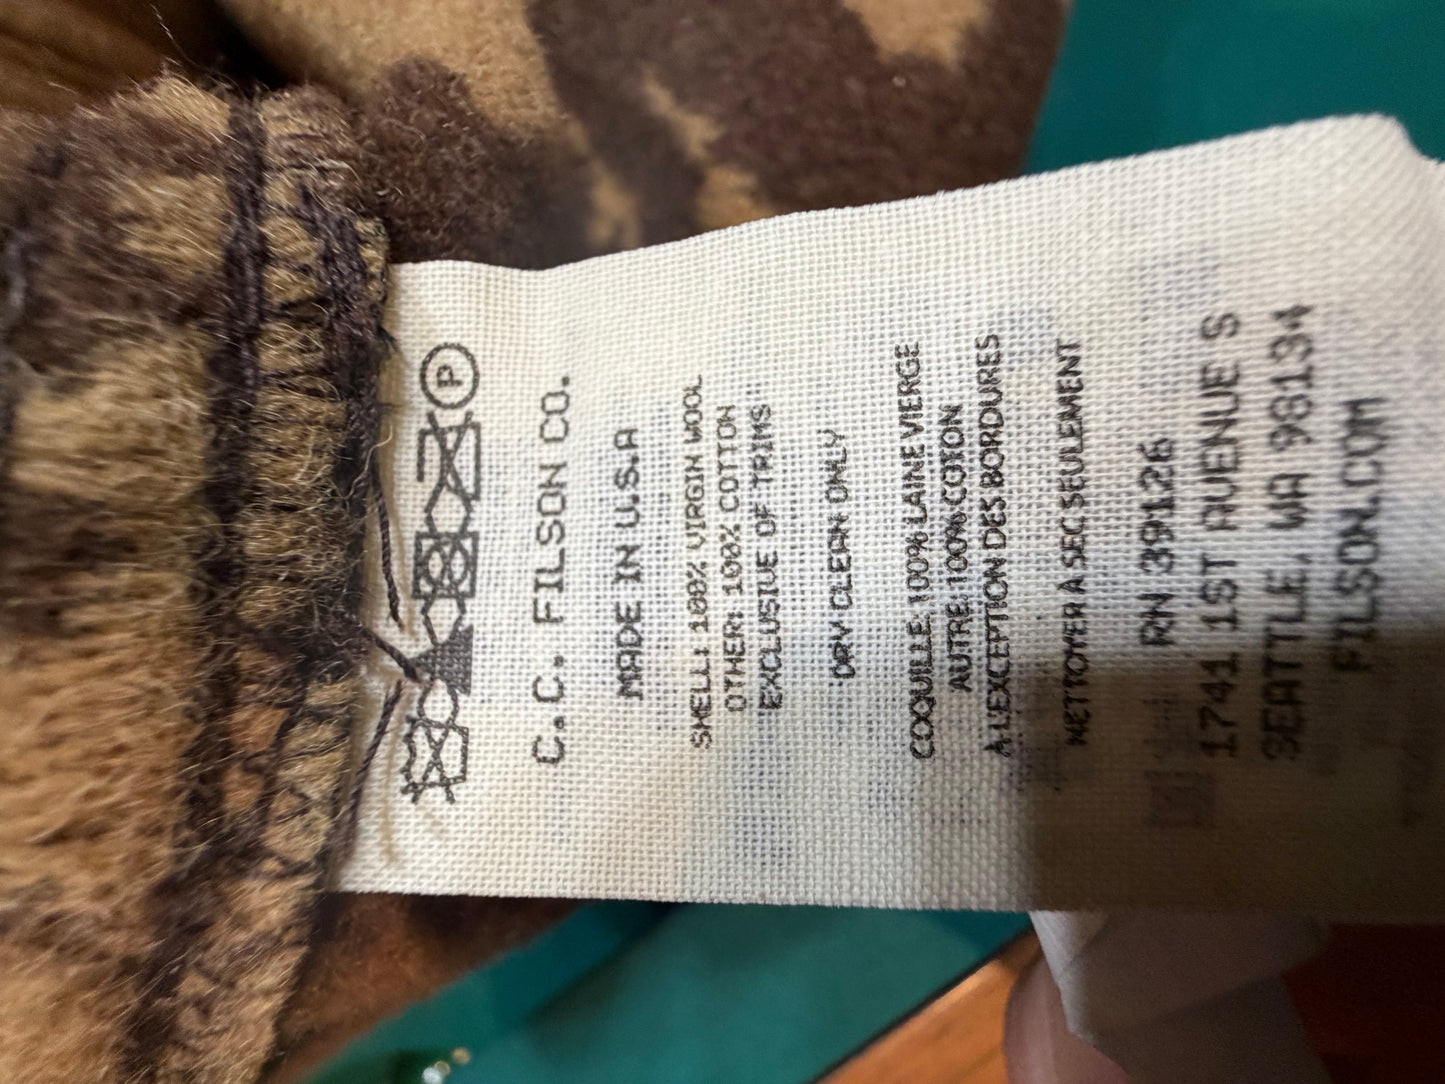 P
C.C. FILSON CO.
MADE IN U.S.A
SHELL: 100% VIRGIN WOOL
OTHER: 100% COTTON
EXCLUSIVE OF TRIMS
DRY CLEAN ONLY
COQUILLE: 100% LAINE VIERGE
AUTRE: 100% COTON
À L'EXCEPTION DES BORDURES
NETTOYER A SEC SEULEMENT
RN 39126
1741 1ST AVENUE S
SEATTLE, WA 98134
FILSON.COM